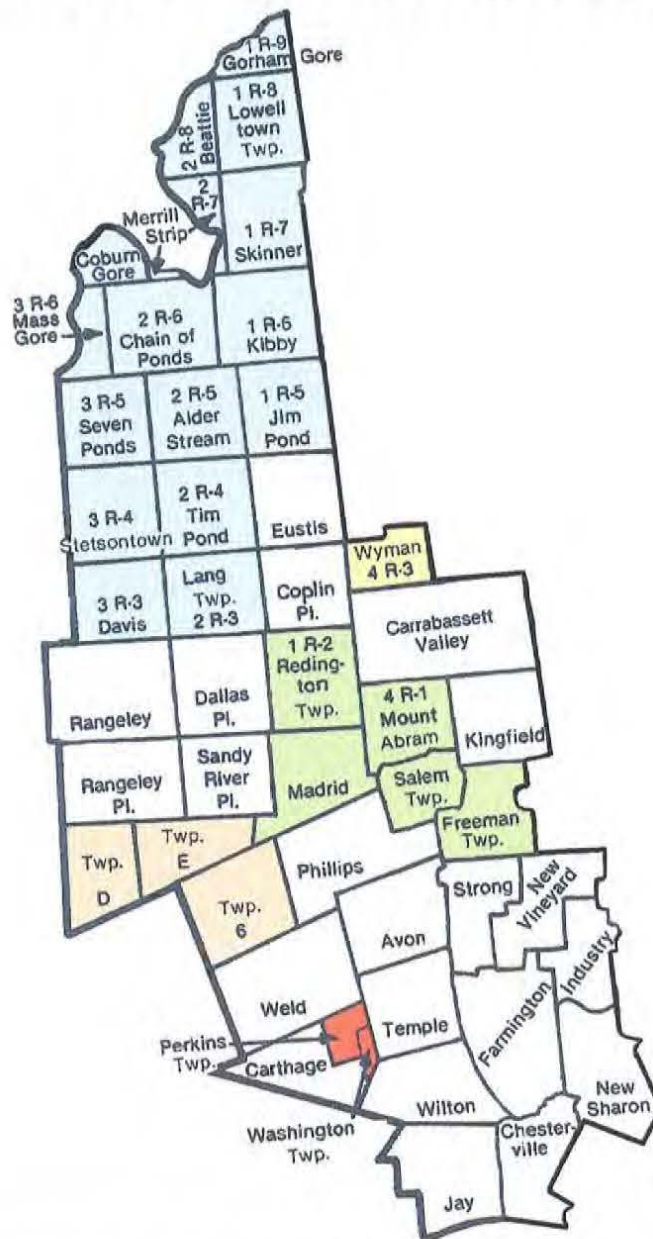 1 R-9
Gorham Gore
1 R-8
Lowell
town
Twp.
2 R-8
Beattie
2
R-7
Merrill
Strip
1 R-7
Skinner
Coburn
Gore
3 R-6
Mass
Gore
2 R-6
Chain of
Ponds
1 R-6
Kibby
3 R-5
Seven
Ponds
2 R-5
Alder
Stream
1 R-5
Jim
Pond
3 R-4
Stetsontown
2 R-4
Tim
Pond
Eustis
Wyman
4 R-3
3 R-3
Davis
Lang
Twp.
2 R-3
Coplin
Pl.
Carrabassett
Valley
Rangeley
Dallas
Pl.
1 R-2
Reding-
ton
Twp.
4 R-1
Mount
Abram
Kingfield
Rangeley
Pl.
Sandy
River
Pl.
Madrid
Salem
Twp.
Freeman
Twp.
Twp.
D
Twp.
E
Twp.
6
Phillips
Strong
New
Vineyard
Avon
Industry
Weld
Farmington
Perkins
Twp.
Temple
Carthage
New
Sharon
Washington
Twp.
Wilton
Chester-
ville
Jay